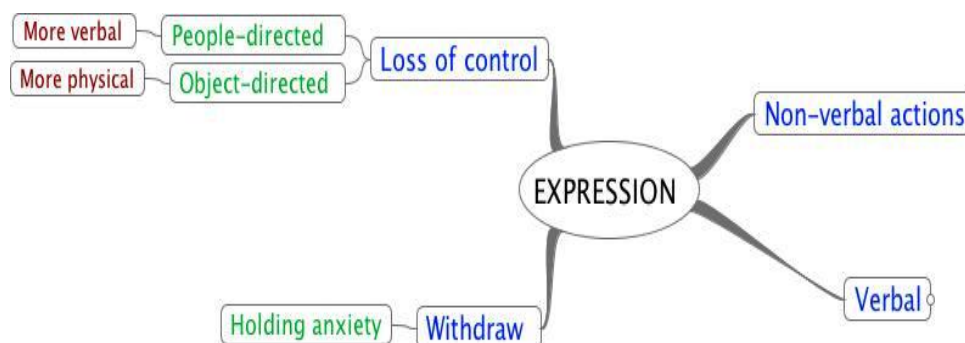 More verbal
People-directed
Loss of control
More physical
Object-directed
Non-verbal actions
EXPRESSION
Verbal
Holding anxiety
Withdraw